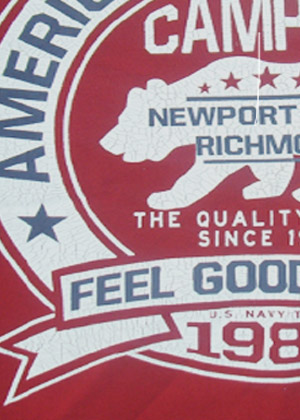 AMERIC
CAMP
NEWPORT
RICHMO
THE QUALITY
SINCE 1
FEEL GOOD
U.S. NAVY T
198